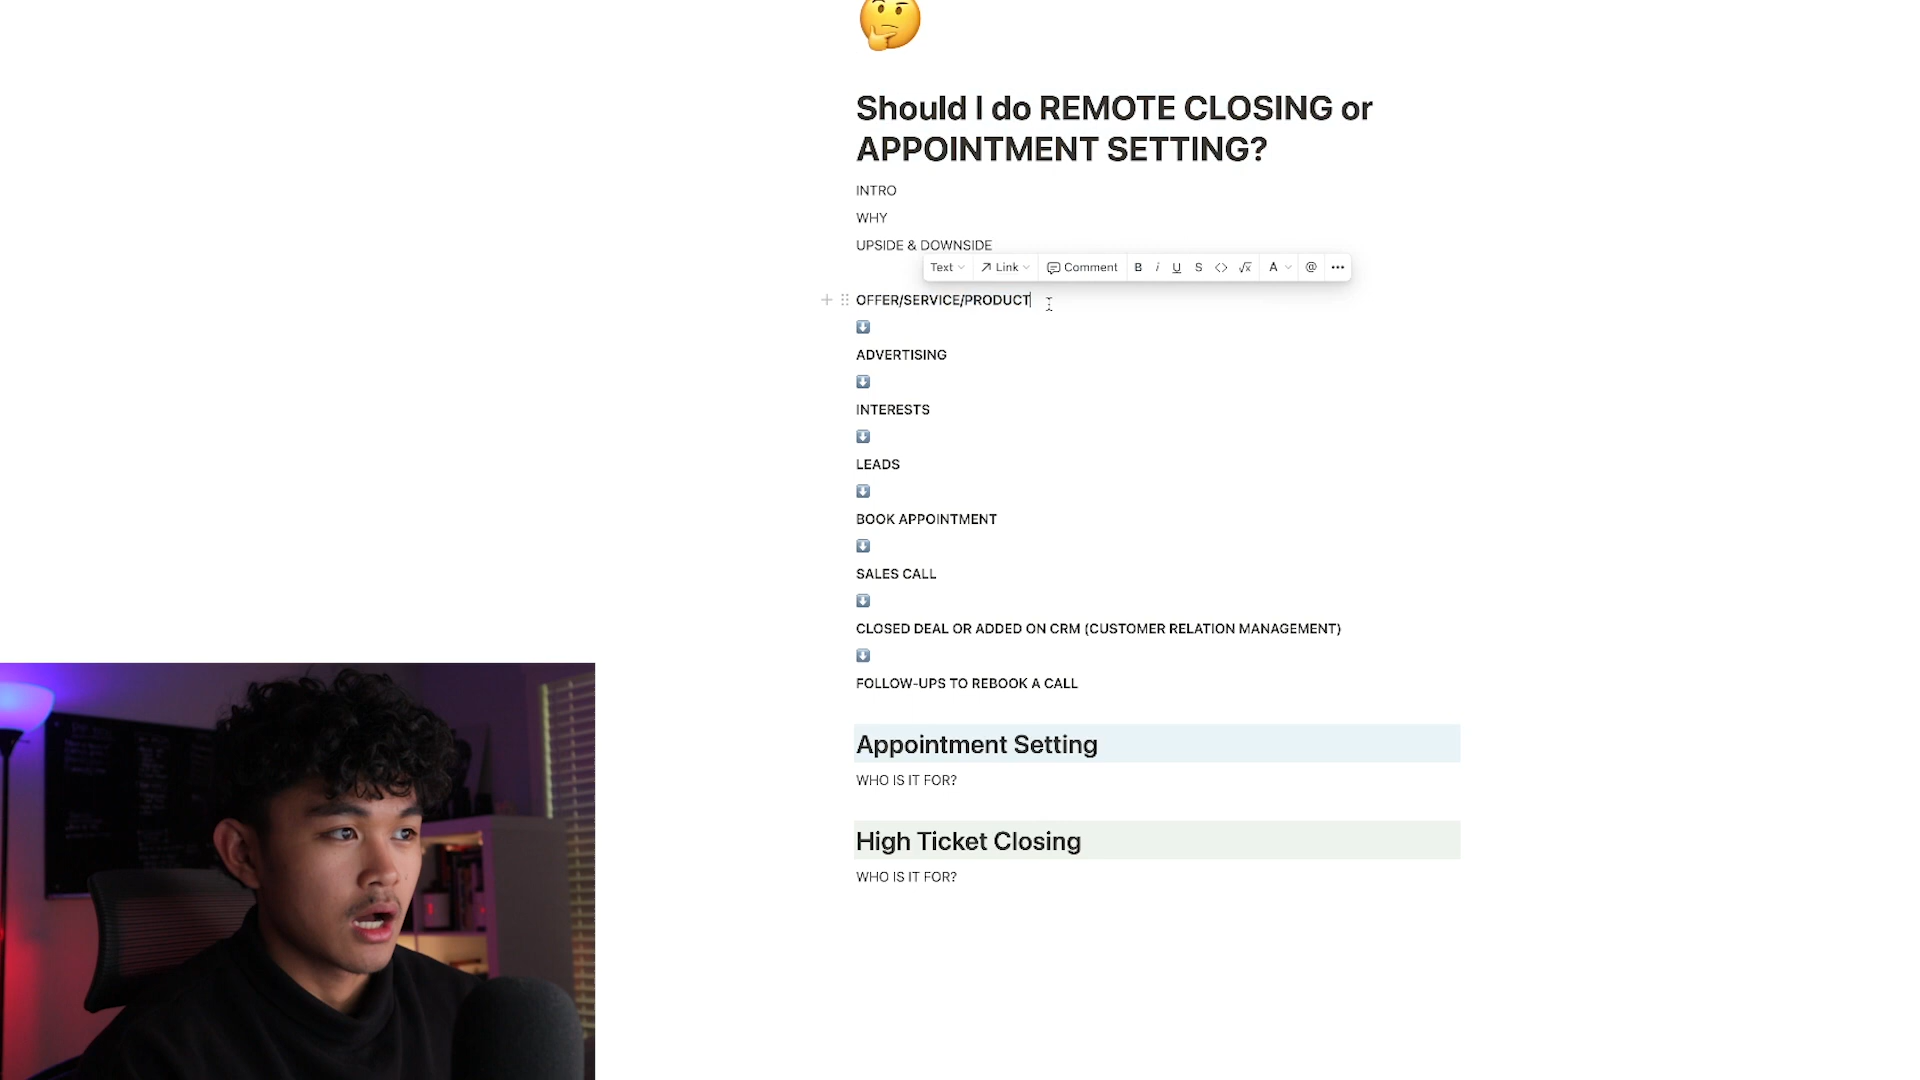 Should I do REMOTE CLOSING or
APPOINTMENT SETTING?
INTRO
WHY
UPSIDE & DOWNSIDE
Text Link Comment B i U S <> √x A @ •••
OFFER/SERVICE/PRODUCT
ADVERTISING
INTERESTS
LEADS
BOOK APPOINTMENT
SALES CALL
CLOSED DEAL OR ADDED ON CRM (CUSTOMER RELATION MANAGEMENT)
FOLLOW-UPS TO REBOOK A CALL
Appointment Setting
WHO IS IT FOR?
High Ticket Closing
WHO IS IT FOR?